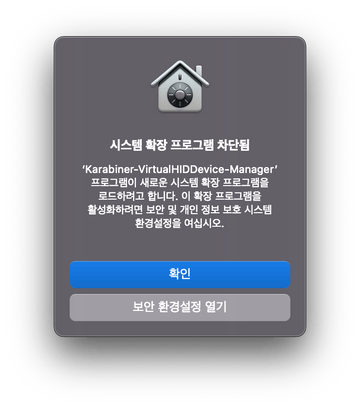 시스템 확장 프로그램 차단됨
‘Karabiner-VirtualHIDDevice-Manager’
프로그램이 새로운 시스템 확장 프로그램을
로드하려고 합니다. 이 확장 프로그램을
활성화하려면 보안 및 개인 정보 보호 시스템
환경설정을 여십시오.
확인
보안 환경설정 열기